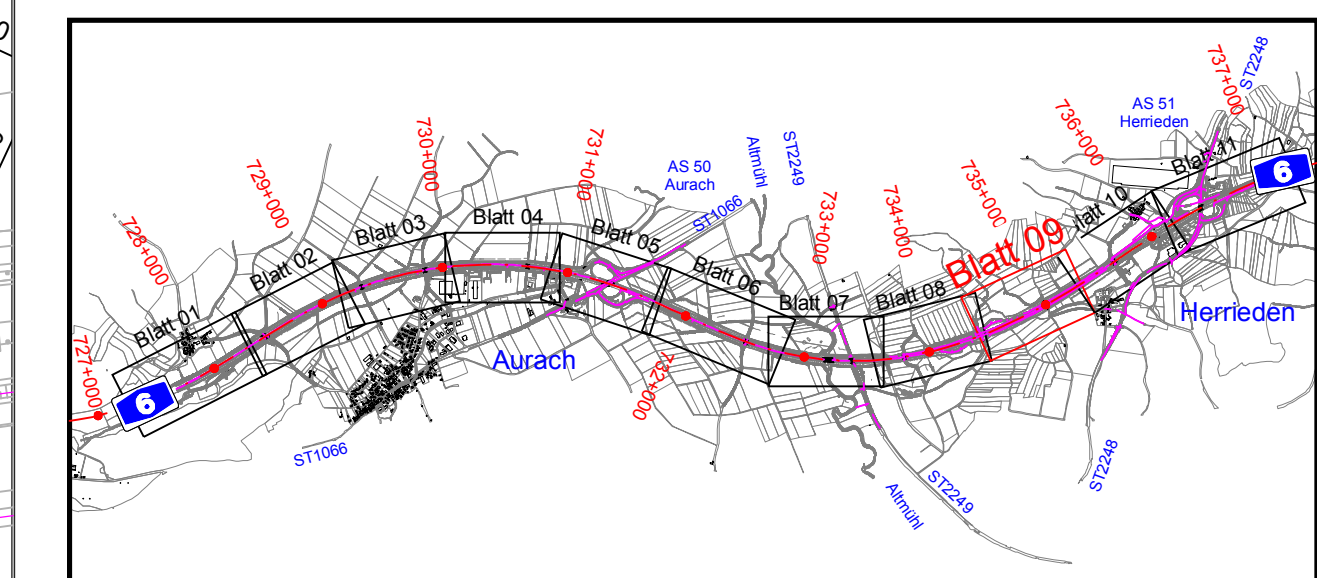 737+000
ST2248
AS 51
Herrieden
736+000
730+000
731+000
729+000
728+000
727+000
AS 50
Aurach
Altmühl
ST2249
733+000
734+000
735+000
ST1066
Blatt 01
Blatt 02
Blatt 03
Blatt 04
Blatt 05
Blatt 06
Blatt 07
Blatt 08
Blatt 09
latt 10
Blatt 11
6
6
Aurach
732+000
Herrieden
ST1066
Altmühl
ST2249
ST2248